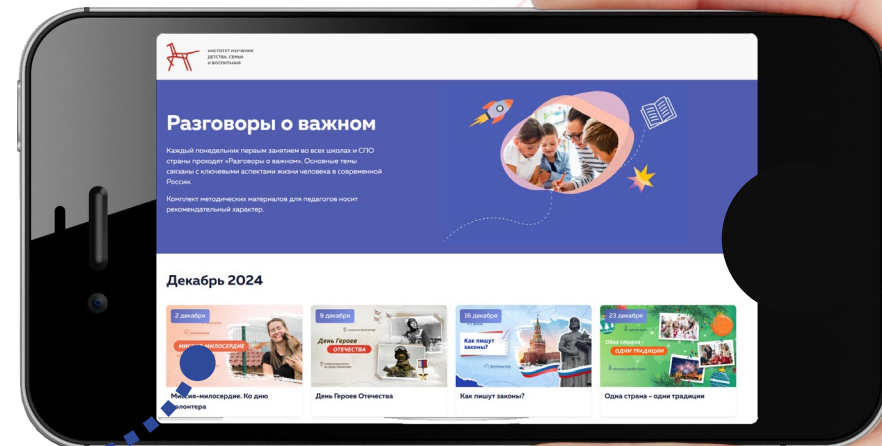 ИНСТИТУТ ИЗУЧЕНИЯ
ДЕТСТВА, СЕМЬИ
И ВОСПИТАНИЯ
Разговоры о важном
Каждый понедельник первым занятием во всех школах и СПО
страны проходят «Разговоры о важном». Основные темы
связаны с ключевыми аспектами жизни человека в современной
России.
Комплект методических материалов для педагогов носит
рекомендательный характер.
Декабрь 2024
2 декабря
МИССИЯ-МИЛОСЕРДИЕ
Миссия-милосердие. Ко дню
волонтера
9 декабря
День Героев
ОТЕЧЕСТВА
День Героев Отечества
16 декабря
Как пишут
законы?
Как пишут законы?
23 декабря
Одна страна -
ОДНИ ТРАДИЦИИ
Одна страна - одни традиции